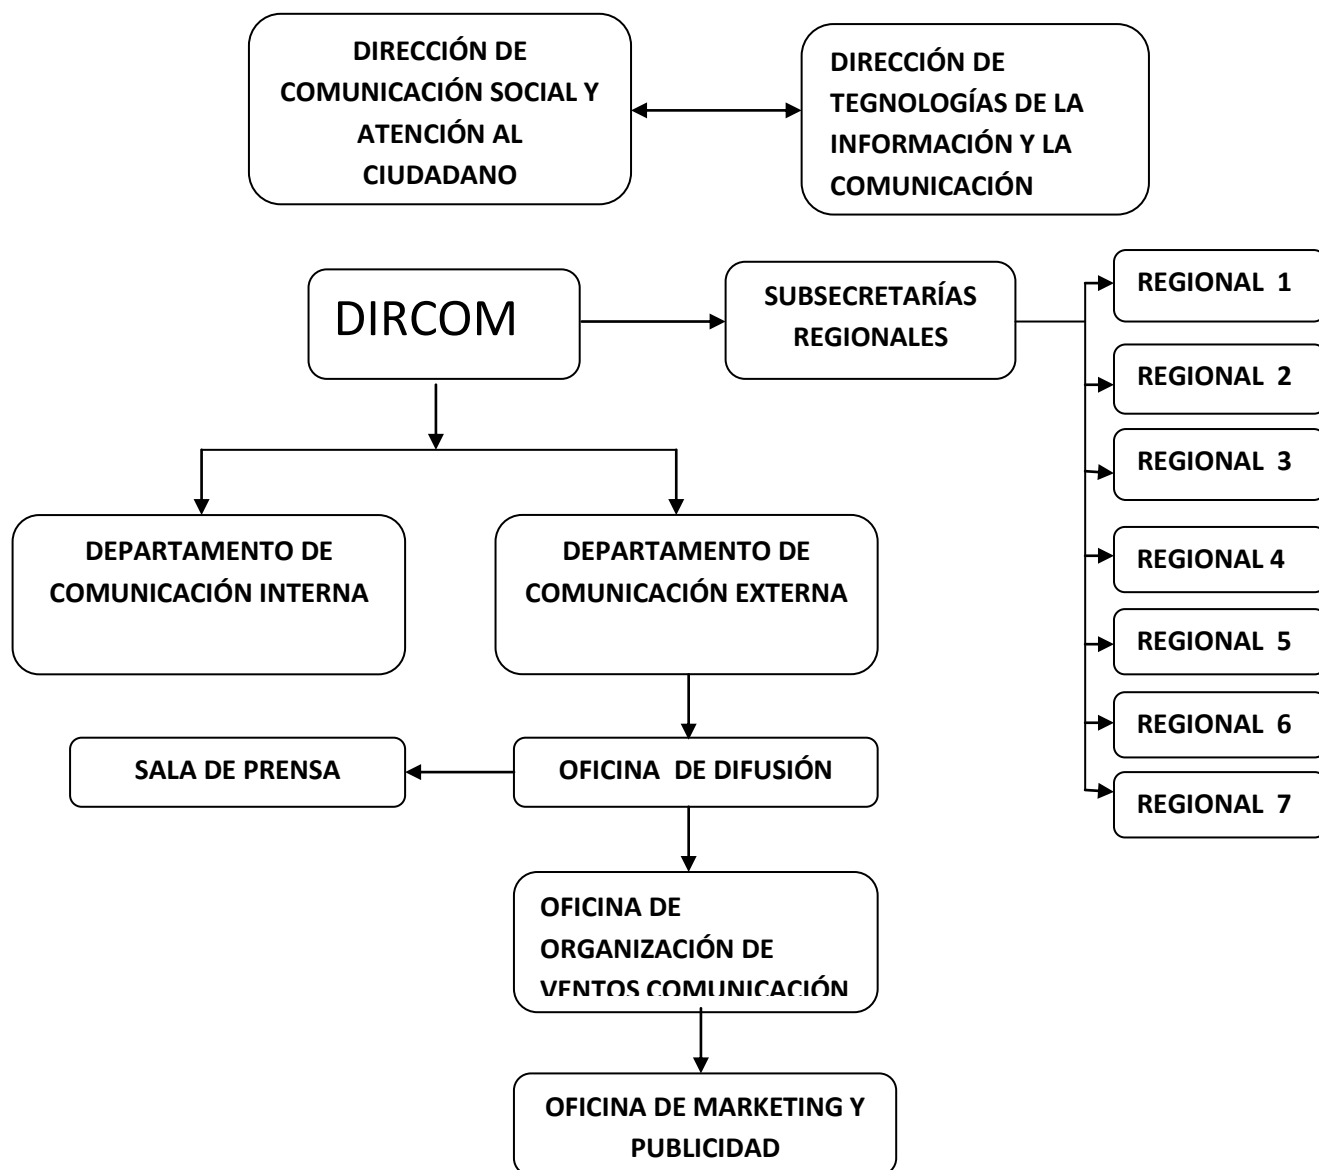 DIRECCIÓN DE
COMUNICACIÓN SOCIAL Y
ATENCIÓN AL
CIUDADANO
DIRECCIÓN DE
TEGNOLOGÍAS DE LA
INFORMACIÓN Y LA
COMUNICACIÓN
DIRCOM
SUBSECRETARÍAS
REGIONALES
REGIONAL 1
REGIONAL 2
REGIONAL 3
REGIONAL 4
REGIONAL 5
REGIONAL 6
REGIONAL 7
DEPARTAMENTO DE
COMUNICACIÓN INTERNA
DEPARTAMENTO DE
COMUNICACIÓN EXTERNA
SALA DE PRENSA
OFICINA DE DIFUSIÓN
OFICINA DE
ORGANIZACIÓN DE
VENTOS COMUNICACIÓN
OFICINA DE MARKETING Y
PUBLICIDAD